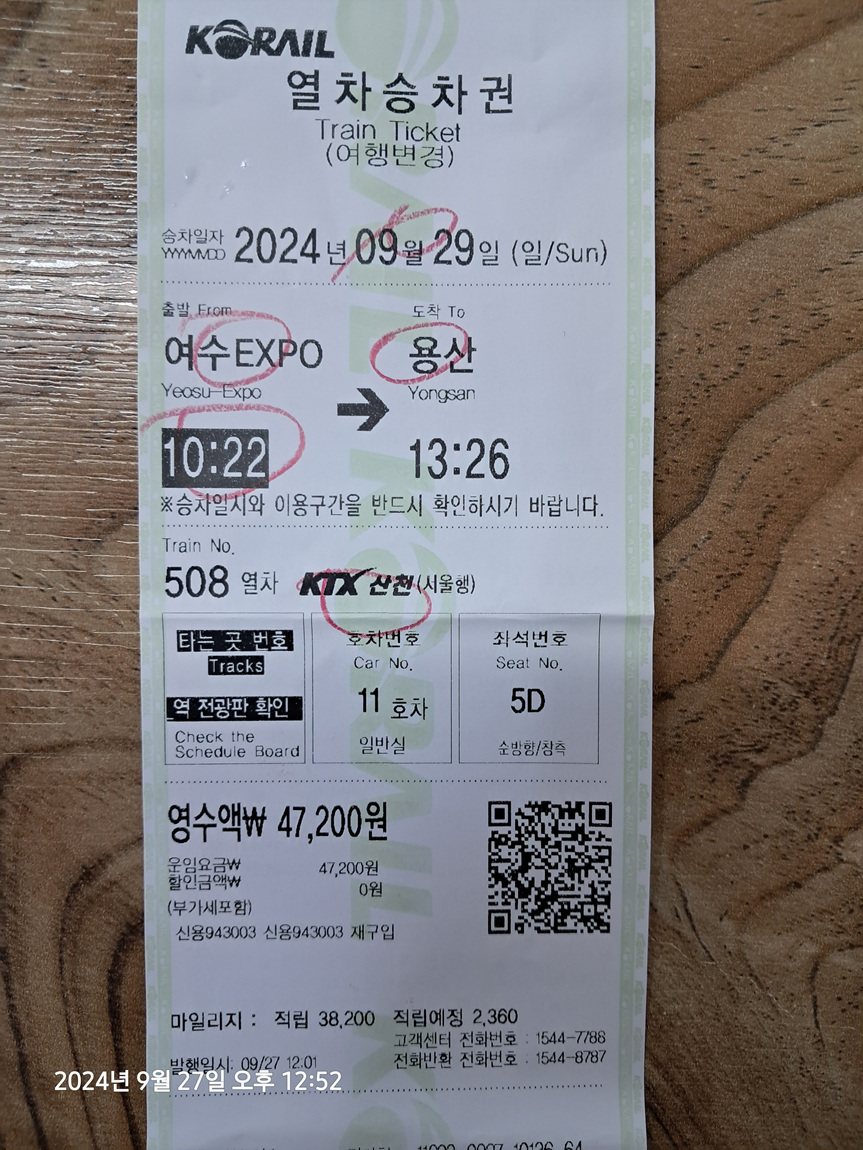 KORAIL
열차승차권
Train Ticket
(여행변경)
승차일자
YYYYMMDD
2024년 09월 29일 (일/Sun)
출발 From
도착 To
여수EXPO
용산
Yeosu-Expo
Yongsan
10:22
13:26
※승차일시와 이용구간을 반드시 확인하시기 바랍니다.
Train No.
508 열차 KTX 산천(서울행)
타는 곳 번호
Tracks
역 전광판 확인
Check the
Schedule Board
호차번호
Car No.
11 호차
일반실
좌석번호
Seat No.
5D
순방향/창측
영수액₩ 47,200원
운임요금₩ 47,200원
할인금액₩ 0원
(부가세포함)
신용943003 신용943003 재구입
마일리지 : 적립 38,200 적립예정 2,360
고객센터 전화번호 : 1544-7788
발행일시: 09/27 12:01
전화반환 전화번호 : 1544-8787
2024년 9월 27일 오후 12:52